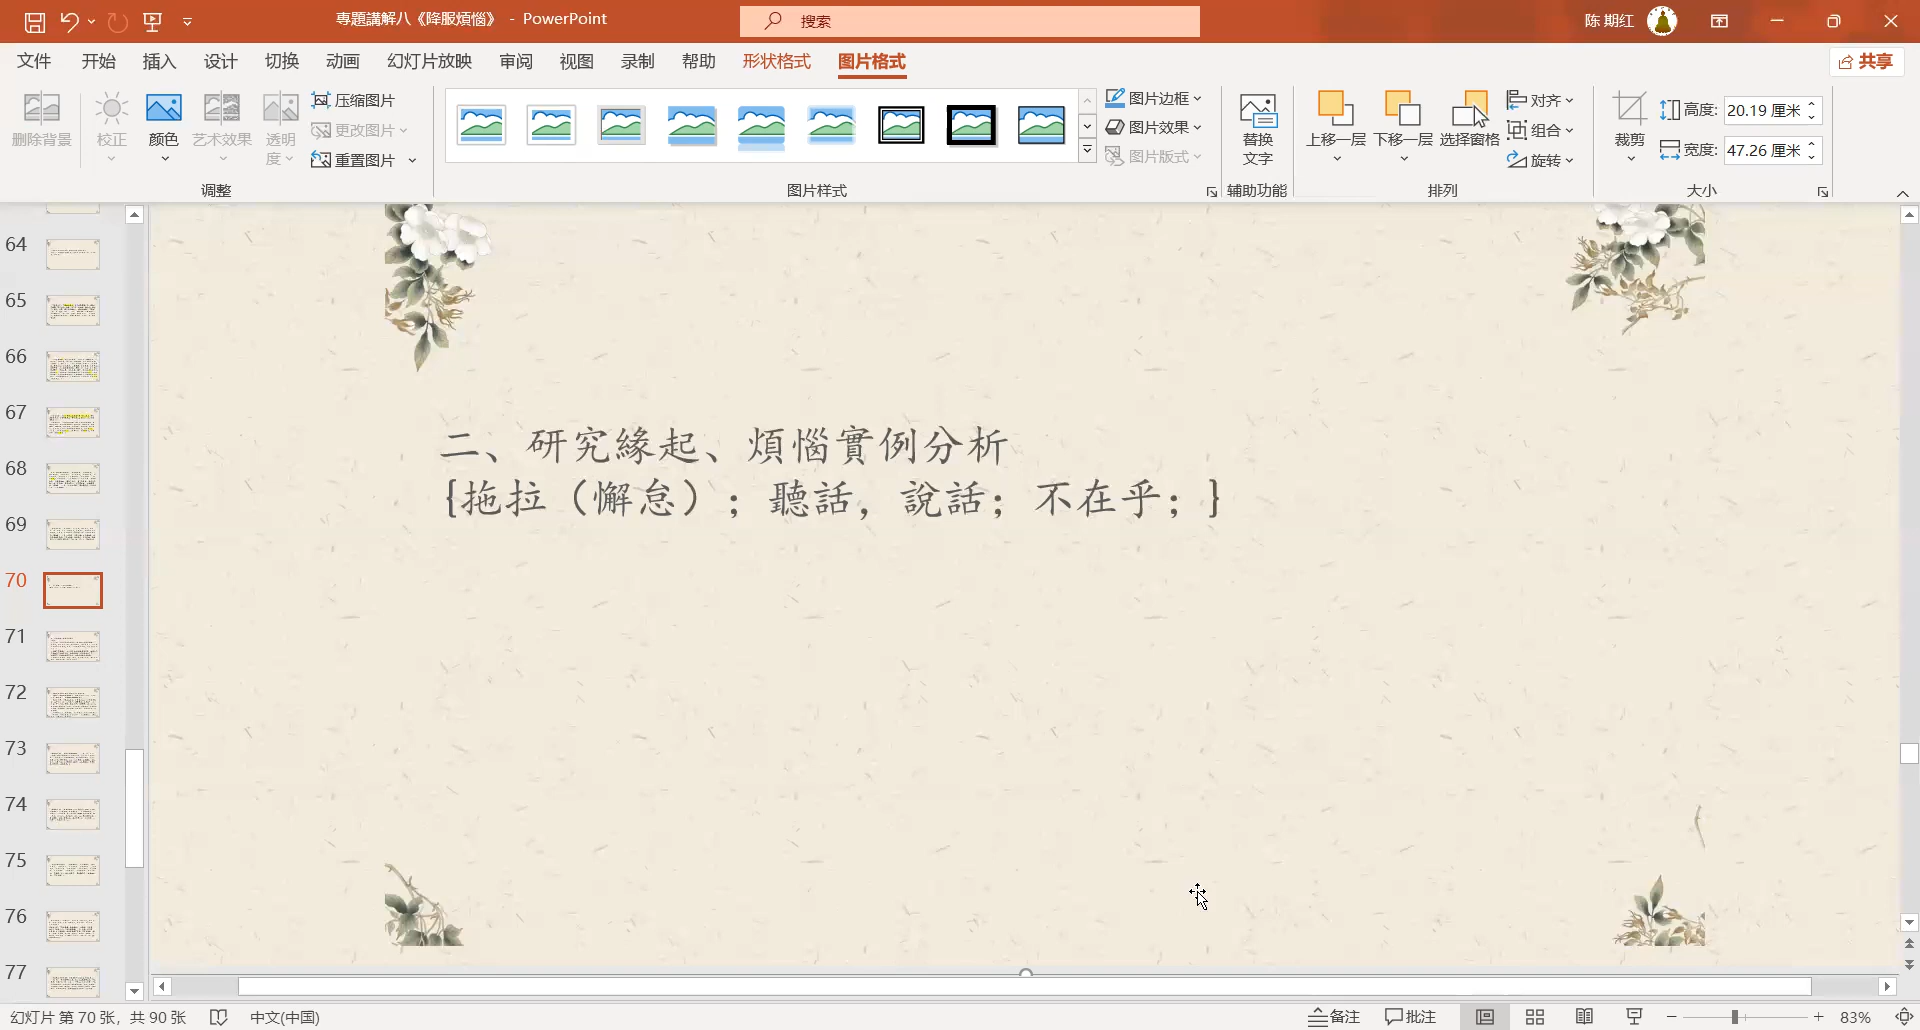 專題講解八《降服煩惱》 - PowerPoint
搜索
陈 期红
文件 开始 插入 设计 切换 动画 幻灯片放映 审阅 视图 录制 帮助 形状格式 图片格式 共享
删除背景
校正
颜色
艺术效果
透明度
压缩图片
更改图片
重置图片
调整
图片样式
图片边框
图片效果
图片版式
替换文字
辅助功能
上移一层
下移一层
选择窗格
对齐
组合
旋转
排列
裁剪
高度: 20.19 厘米
宽度: 47.26 厘米
大小
64
65
66
67
68
69
70
71
72
73
74
75
76
77
二、研究緣起、煩惱實例分析
{拖拉（懈怠）；聽話，說話；不在乎；}
幻灯片 第 70 张，共 90 张 中文(中国) 备注 批注 83%